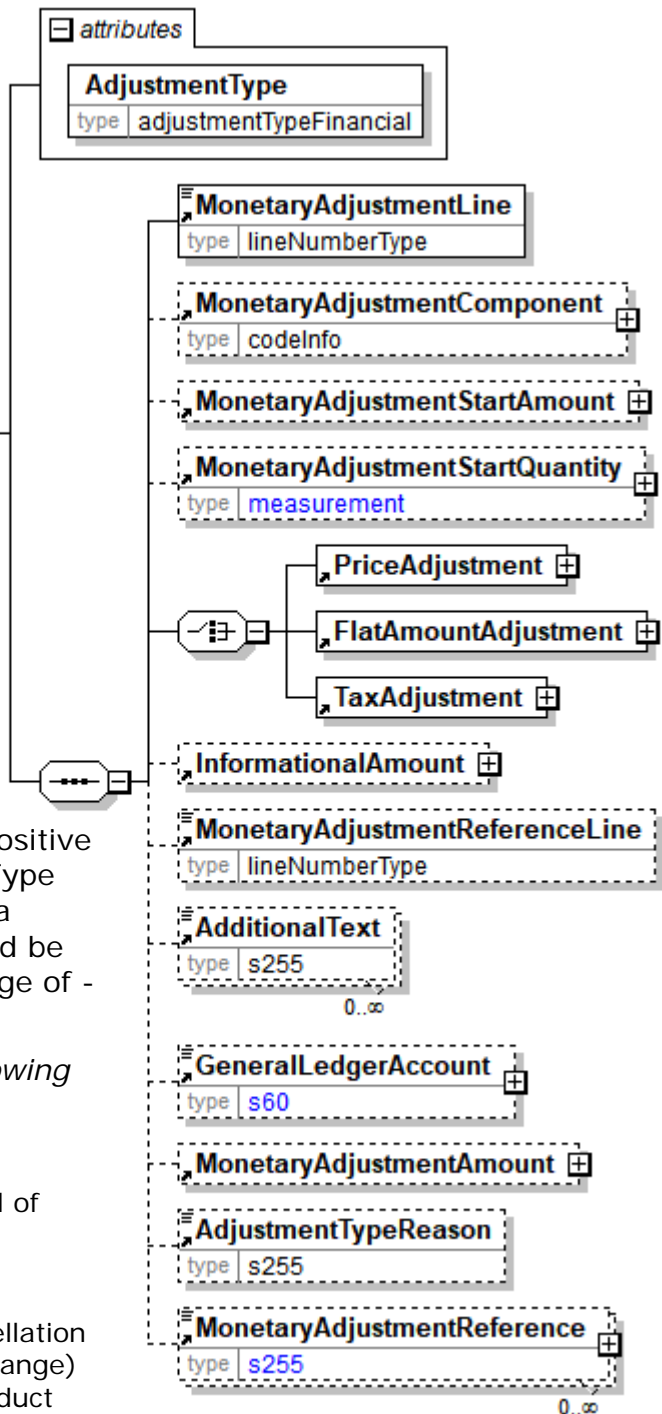 attributes
AdjustmentType
type adjustmentTypeFinancial
MonetaryAdjustmentLine
type lineNumberType
MonetaryAdjustmentComponent
type codeInfo
MonetaryAdjustmentStartAmount
MonetaryAdjustmentStartQuantity
type measurement
PriceAdjustment
FlatAmountAdjustment
TaxAdjustment
InformationalAmount
MonetaryAdjustmentReferenceLine
type lineNumberType
AdditionalText
type s255
0..∞
GeneralLedgerAccount
type s60
MonetaryAdjustmentAmount
AdjustmentTypeReason
type s255
MonetaryAdjustmentReference
type s255
0..∞
ositive
Type
a
d be
ge of -
owing
l of
ellation
ange)
duct